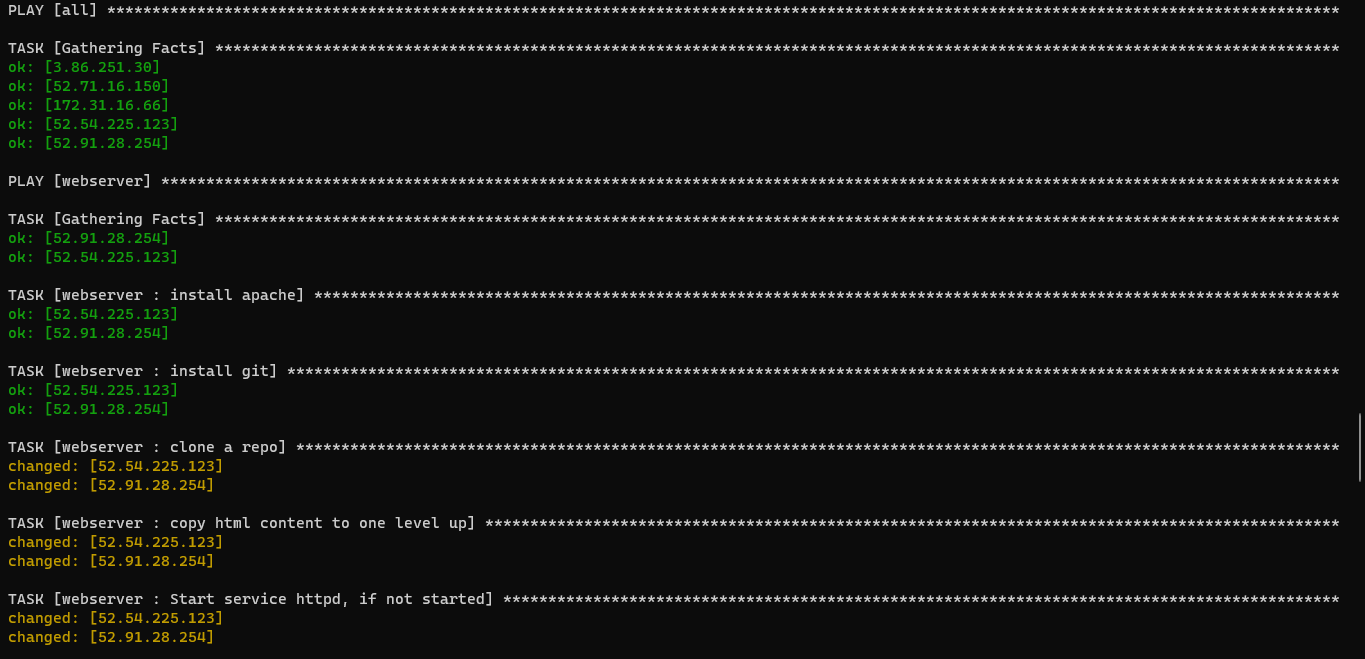 PLAY [all] *****************************************************************************************************************************************
TASK [Gathering Facts] *****************************************************************************************************************************
ok: [3.86.251.30]
ok: [52.71.16.150]
ok: [172.31.16.66]
ok: [52.54.225.123]
ok: [52.91.28.254]
PLAY [webserver] ***********************************************************************************************************************************
TASK [Gathering Facts] *****************************************************************************************************************************
ok: [52.91.28.254]
ok: [52.54.225.123]
TASK [webserver : install apache] ******************************************************************************************************************
ok: [52.54.225.123]
ok: [52.91.28.254]
TASK [webserver : install git] *********************************************************************************************************************
ok: [52.54.225.123]
ok: [52.91.28.254]
TASK [webserver : clone a repo] ********************************************************************************************************************
changed: [52.54.225.123]
changed: [52.91.28.254]
TASK [webserver : copy html content to one level up] ***********************************************************************************************
changed: [52.54.225.123]
changed: [52.91.28.254]
TASK [webserver : Start service httpd, if not started] *********************************************************************************************
changed: [52.54.225.123]
changed: [52.91.28.254]